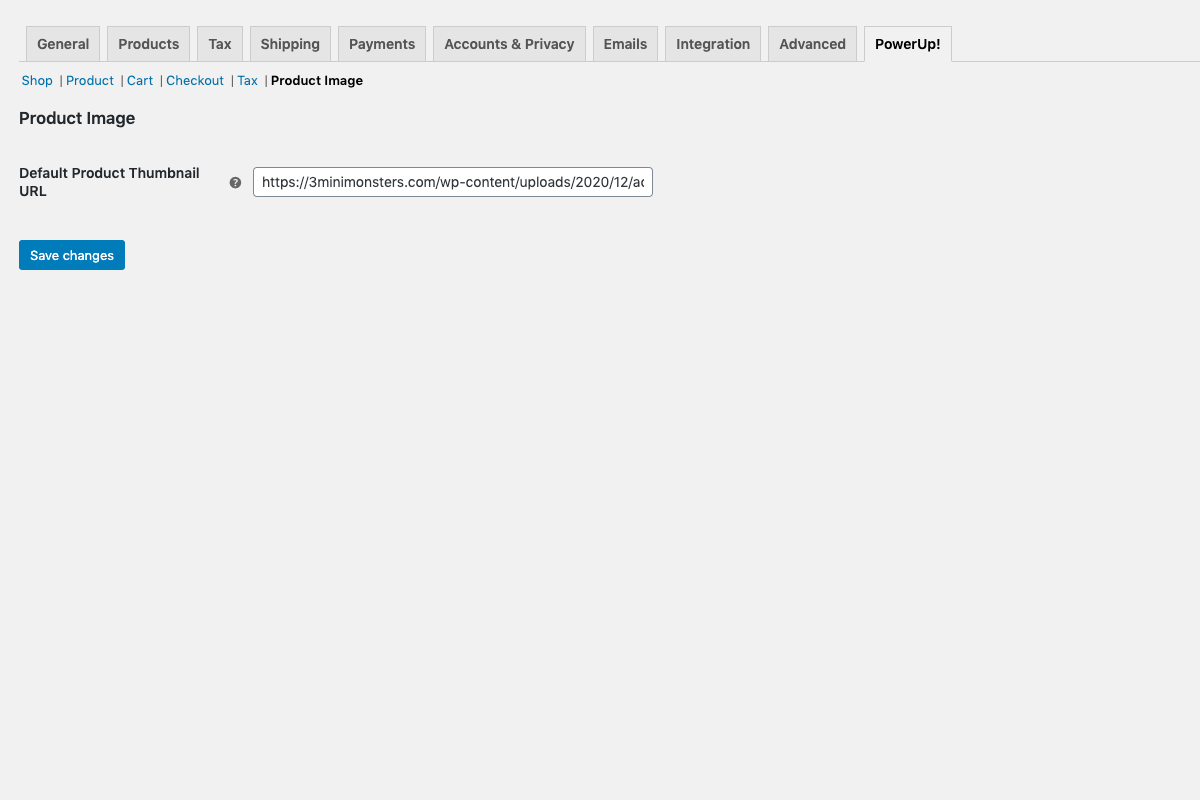 General Products Tax Shipping Payments Accounts & Privacy Emails Integration Advanced PowerUp!
Shop | Product | Cart | Checkout | Tax | Product Image
Product Image
Default Product Thumbnail
URL
https://3minimonsters.com/wp-content/uploads/2020/12/ac
Save changes